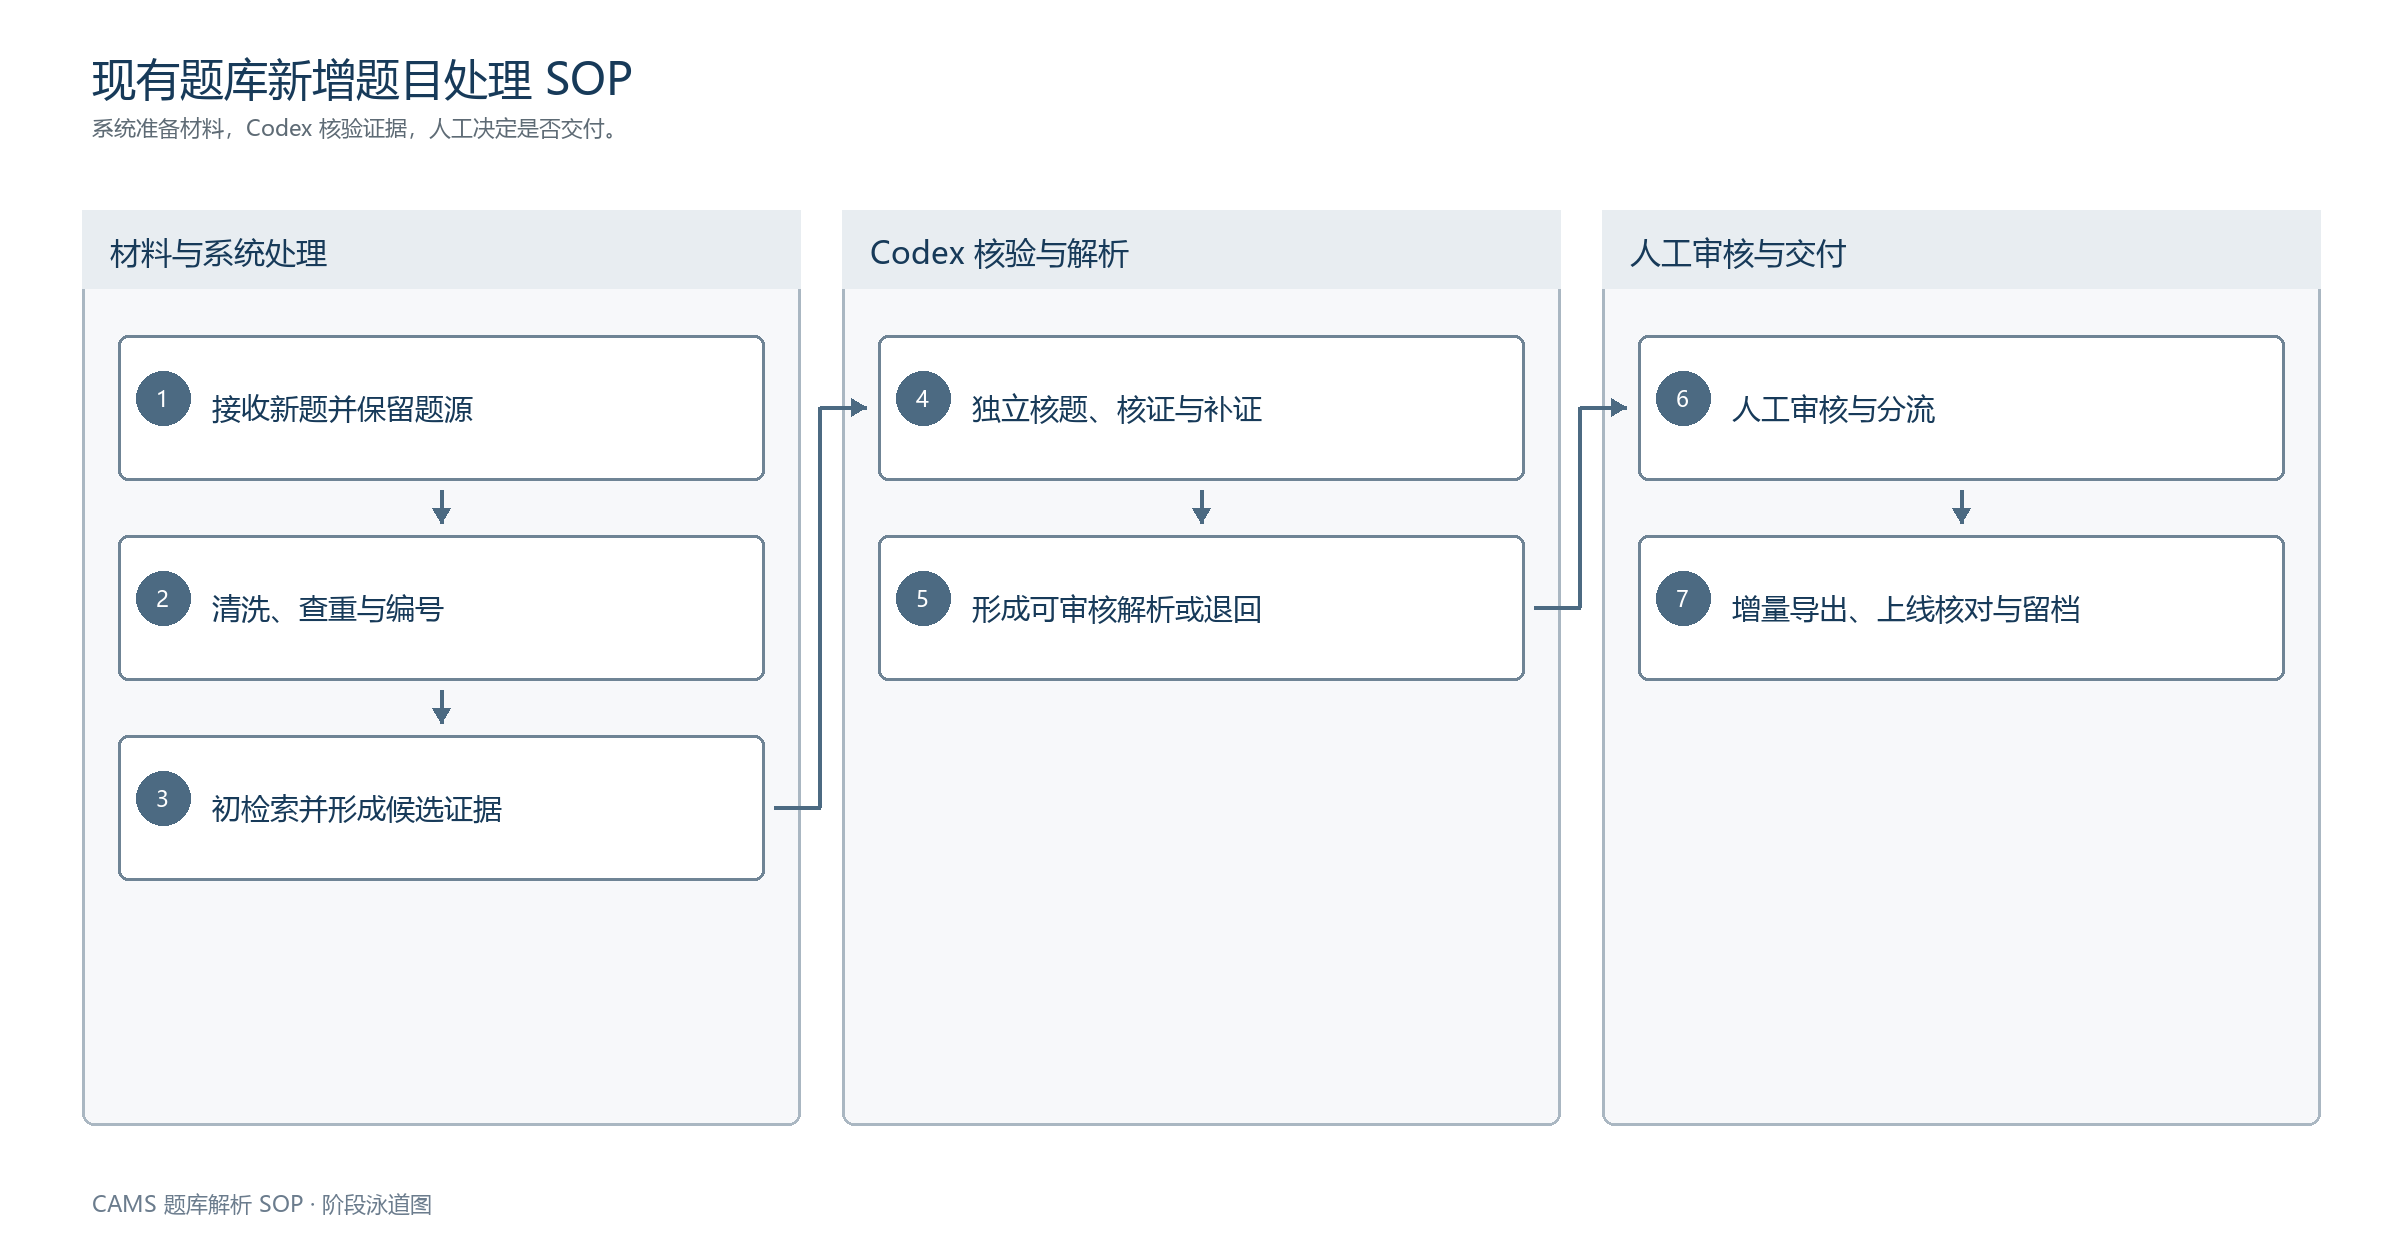 现有题库新增题目处理 SOP
系统准备材料，Codex 核验证据，人工决定是否交付。
材料与系统处理
1 接收新题并保留题源
2 清洗、查重与编号
3 初检索并形成候选证据
Codex 核验与解析
4 独立核题、核证与补证
5 形成可审核解析或退回
人工审核与交付
6 人工审核与分流
7 增量导出、上线核对与留档
CAMS 题库解析 SOP · 阶段泳道图